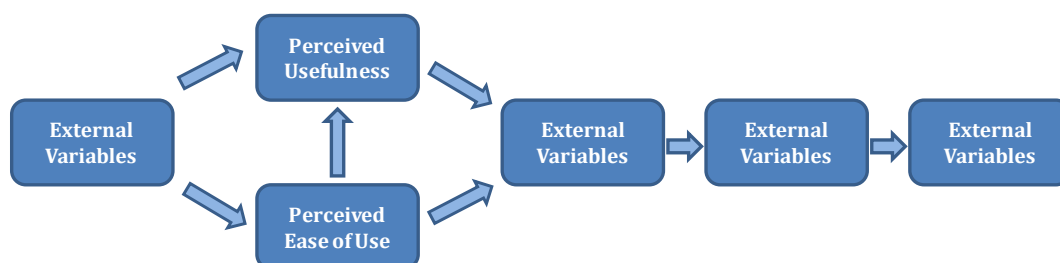 Perceived
Usefulness
External
Variables
External
Variables
External
Variables
External
Variables
Perceived
Ease of Use